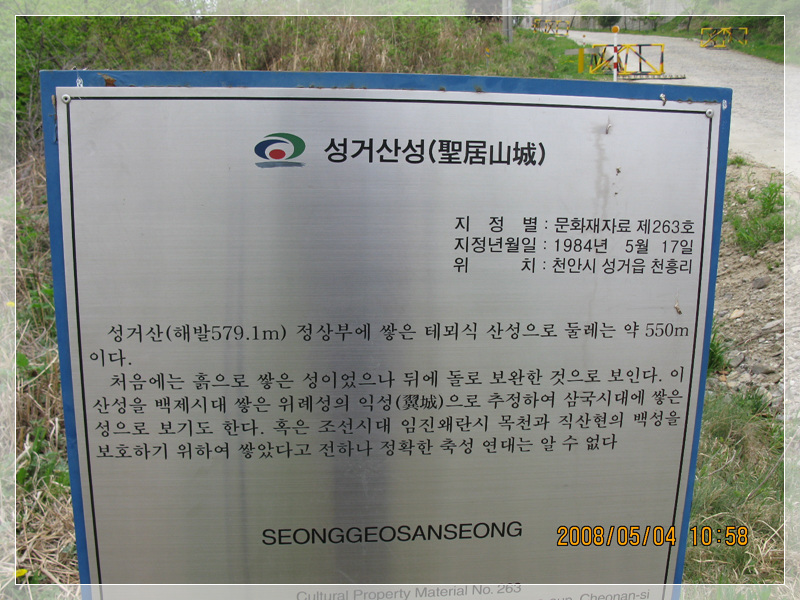 성거산성(聖居山城)
지 정 별 : 문화재자료 제263호
지정년월일 : 1984년 5월 17일
위 치 : 천안시 성거읍 천흥리
성거산(해발579.1m) 정상부에 쌓은 테뫼식 산성으로 둘레는 약 550m
이다.
처음에는 흙으로 쌓은 성이었으나 뒤에 돌로 보완한 것으로 보인다. 이
산성을 백제시대 쌓은 위례성의 익성(翼城)으로 추정하여 삼국시대에 쌓은
성으로 보기도 한다. 혹은 조선시대 임진왜란시 목천과 직산현의 백성을
보호하기 위하여 쌓았다고 전하나 정확한 축성 연대는 알 수 없다
SEONGGEOSANSEONG
2008/05/04 10:58
Cultural Property Material No. 263
Cheonan-si